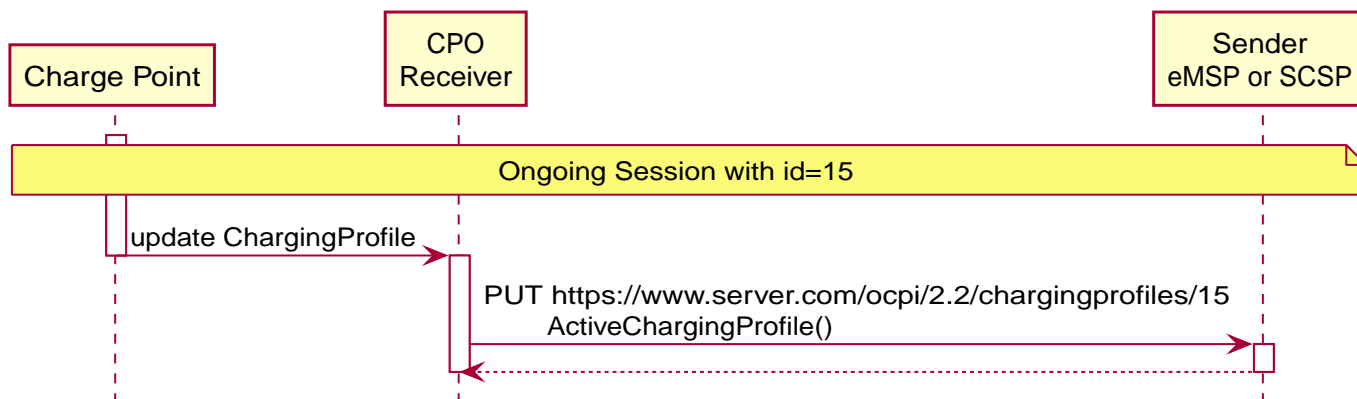 Charge Point
CPO
Receiver
Sender
eMSP or SCSP
Ongoing Session with id=15
update ChargingProfile
PUT https://www.server.com/ocpi/2.2/chargingprofiles/15
ActiveChargingProfile()